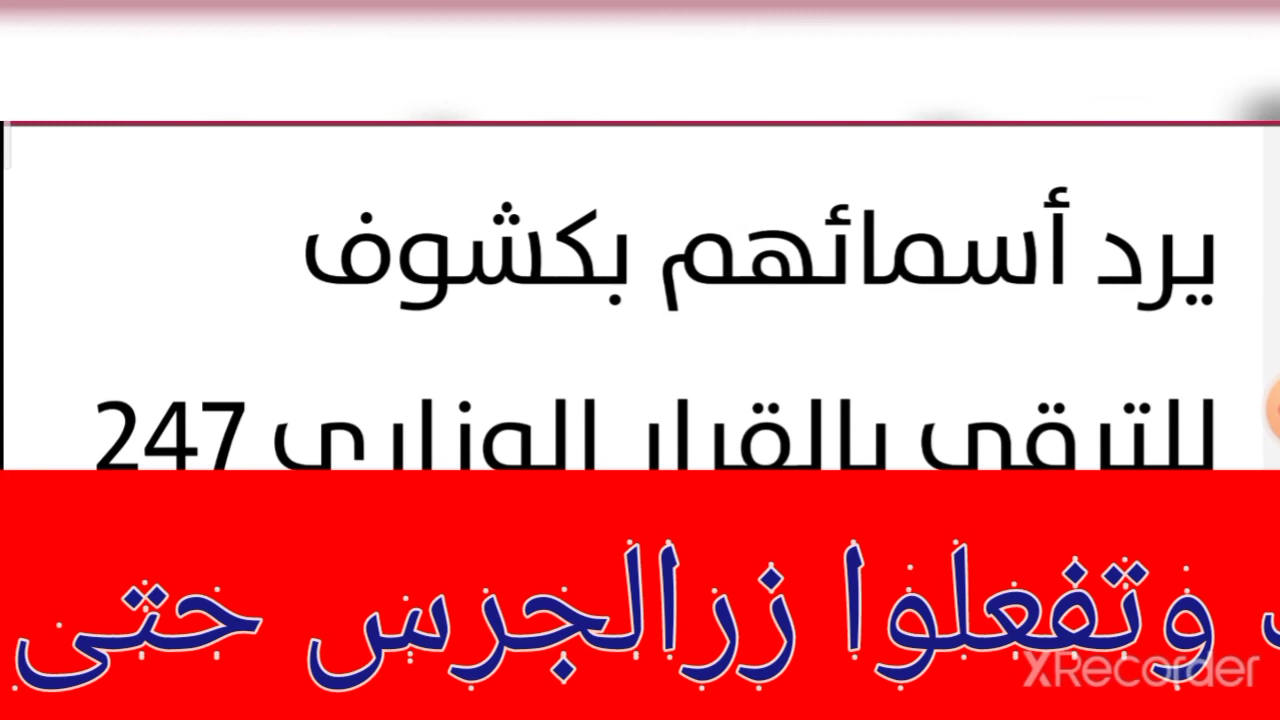 يرد أسمائهم بكشوف
للترقي بالقرار الوزاري 247
وتفعلوا زرالجرس حتى
XRecorder